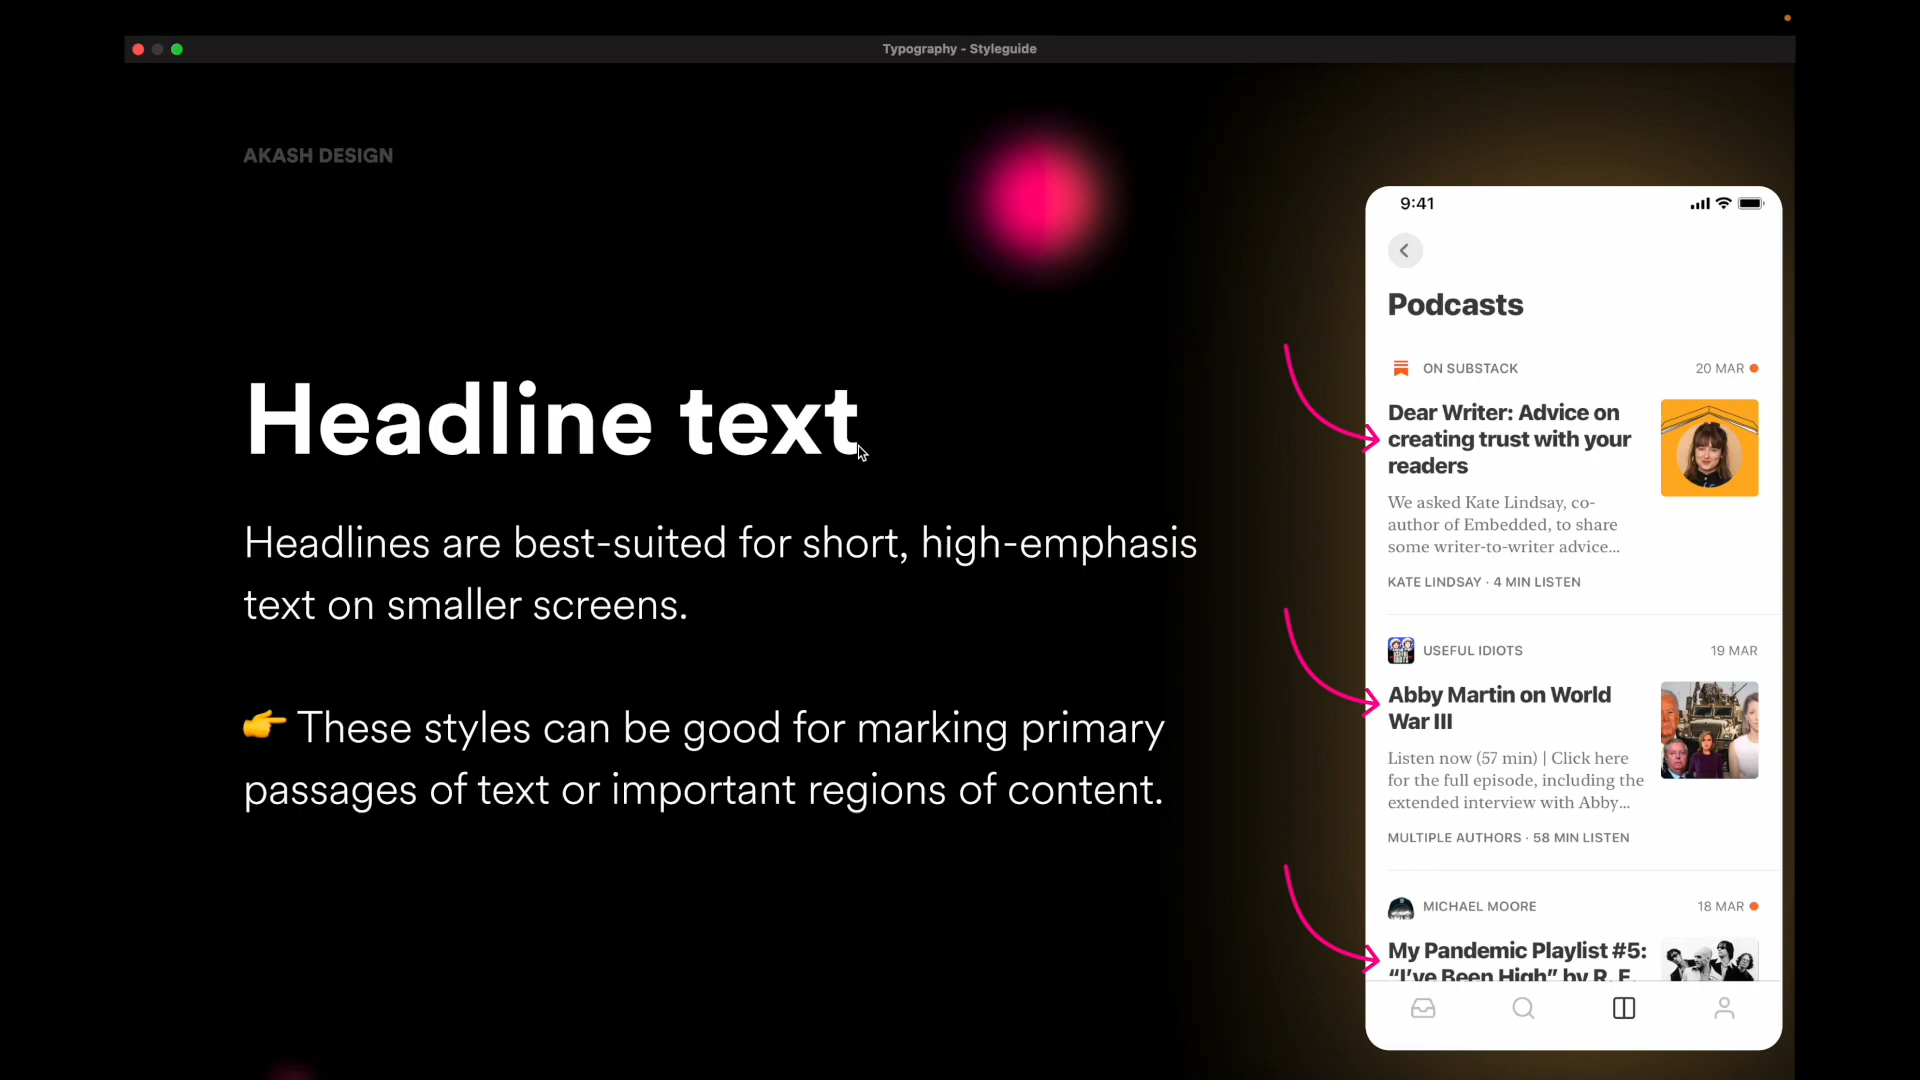 Typography - Styleguide
AKASH DESIGN
Headline text
Headlines are best-suited for short, high-emphasis
text on smaller screens.
👉 These styles can be good for marking primary
passages of text or important regions of content.
9:41
Podcasts
ON SUBSTACK
20 MAR
Dear Writer: Advice on
creating trust with your
readers
We asked Kate Lindsay, co-
author of Embedded, to share
some writer-to-writer advice...
KATE LINDSAY · 4 MIN LISTEN
USEFUL IDIOTS
19 MAR
Abby Martin on World
War III
Listen now (57 min) | Click here
for the full episode, including the
extended interview with Abby...
MULTIPLE AUTHORS · 58 MIN LISTEN
MICHAEL MOORE
18 MAR
My Pandemic Playlist #5:
“I’ve Been High” by R. E.